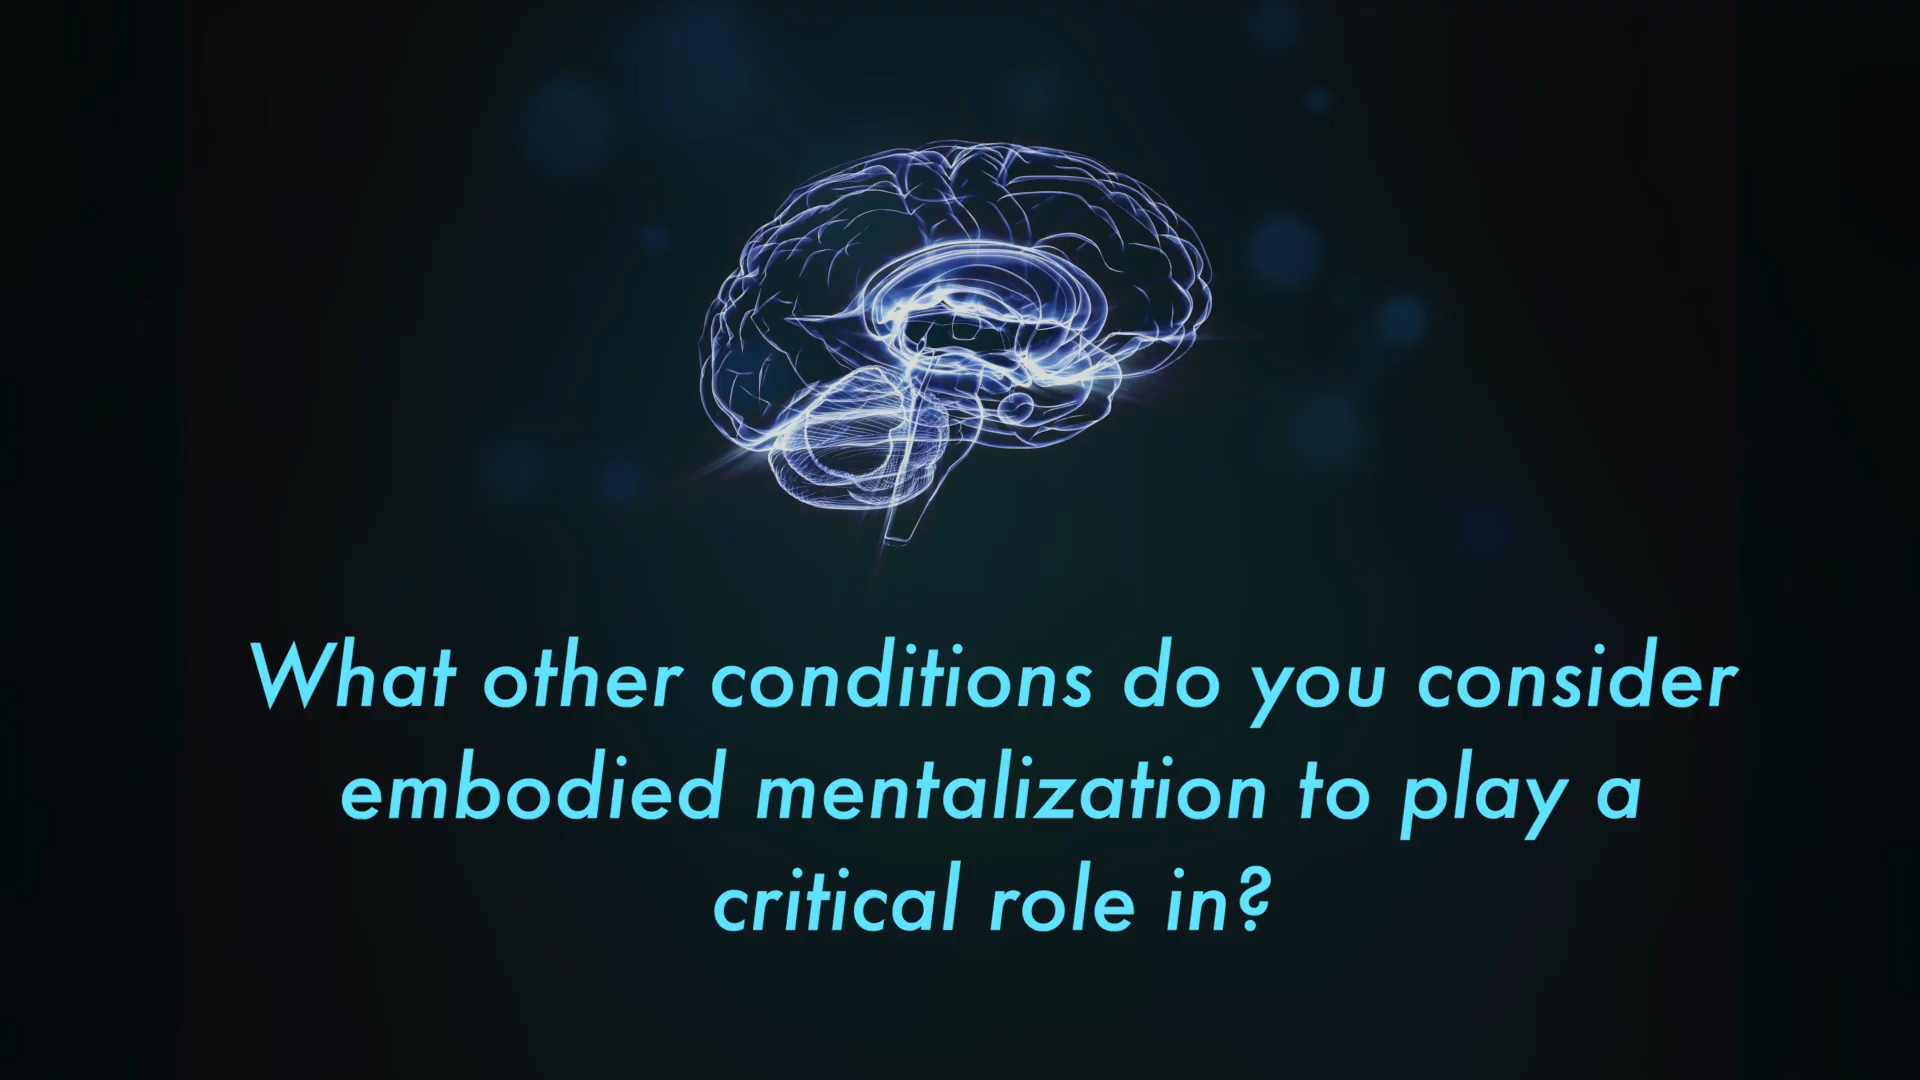 What other conditions do you consider
embodied mentalization to play a
critical role in?